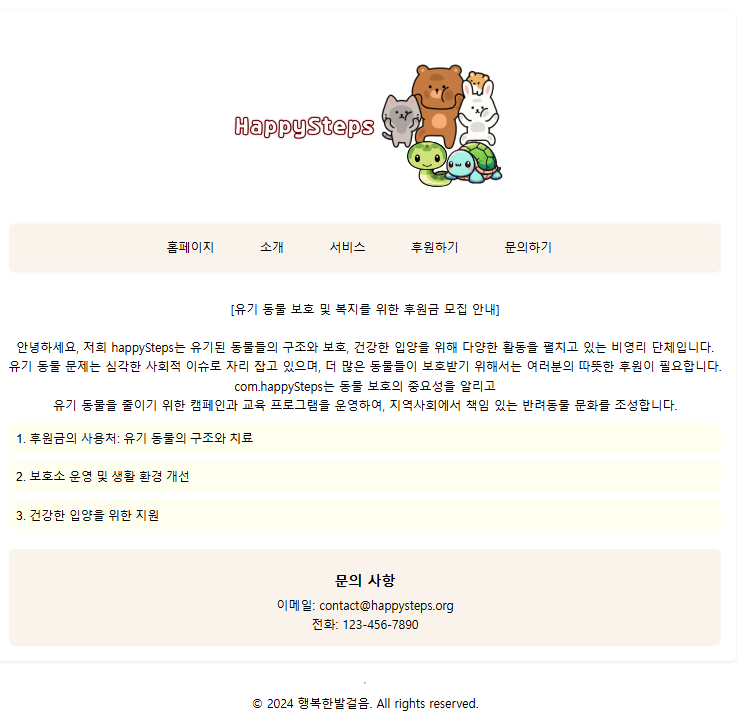 HappySteps
홈페이지 소개 서비스 후원하기 문의하기
[유기 동물 보호 및 복지를 위한 후원금 모집 안내]
안녕하세요, 저희 happySteps는 유기된 동물들의 구조와 보호, 건강한 입양을 위해 다양한 활동을 펼치고 있는 비영리 단체입니다.
유기 동물 문제는 심각한 사회적 이슈로 자리 잡고 있으며, 더 많은 동물들이 보호받기 위해서는 여러분의 따뜻한 후원이 필요합니다.
com.happySteps는 동물 보호의 중요성을 알리고
유기 동물을 줄이기 위한 캠페인과 교육 프로그램을 운영하여, 지역사회에서 책임 있는 반려동물 문화를 조성합니다.
1. 후원금의 사용처: 유기 동물의 구조와 치료
2. 보호소 운영 및 생활 환경 개선
3. 건강한 입양을 위한 지원
문의 사항
이메일: contact@happysteps.org
전화: 123-456-7890
.
© 2024 행복한발걸음. All rights reserved.